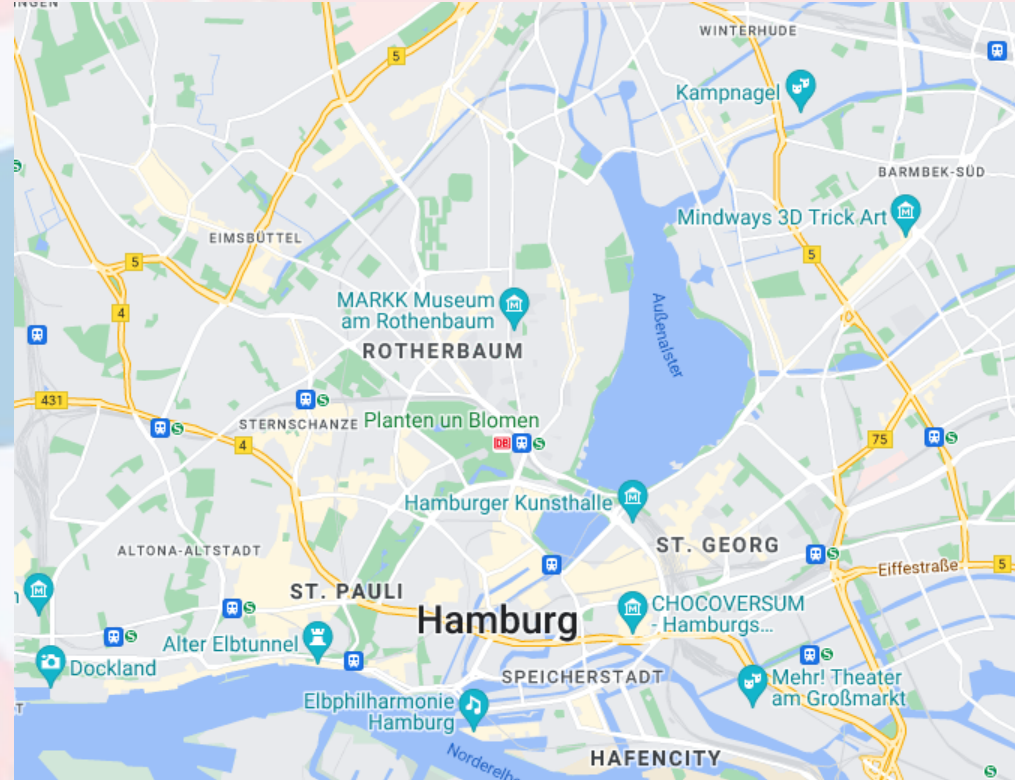 WINTERHUDE
5
Kampnagel
BARMBEK-SÜD
Mindways 3D Trick Art
EIMSBÜTTEL
5
5
MARKK Museum
am Rothenbaum
4
Außenalster
ROTHERBAUM
431
STERNSCHANZE
Planten un Blomen
S
S
4
DB
S
75
S
Hamburger Kunsthalle
ST. GEORG
ALTONA-ALTSTADT
S
Eiffestraße
5
ST. PAULI
Hamburg
CHOCOVERSUM
- Hamburgs...
S
S
Alter Elbtunnel
Dockland
S
SPEICHERSTADT
Mehr! Theater
am Großmarkt
Elbphilharmonie
Hamburg
Norderelbe
HAFENCITY
S